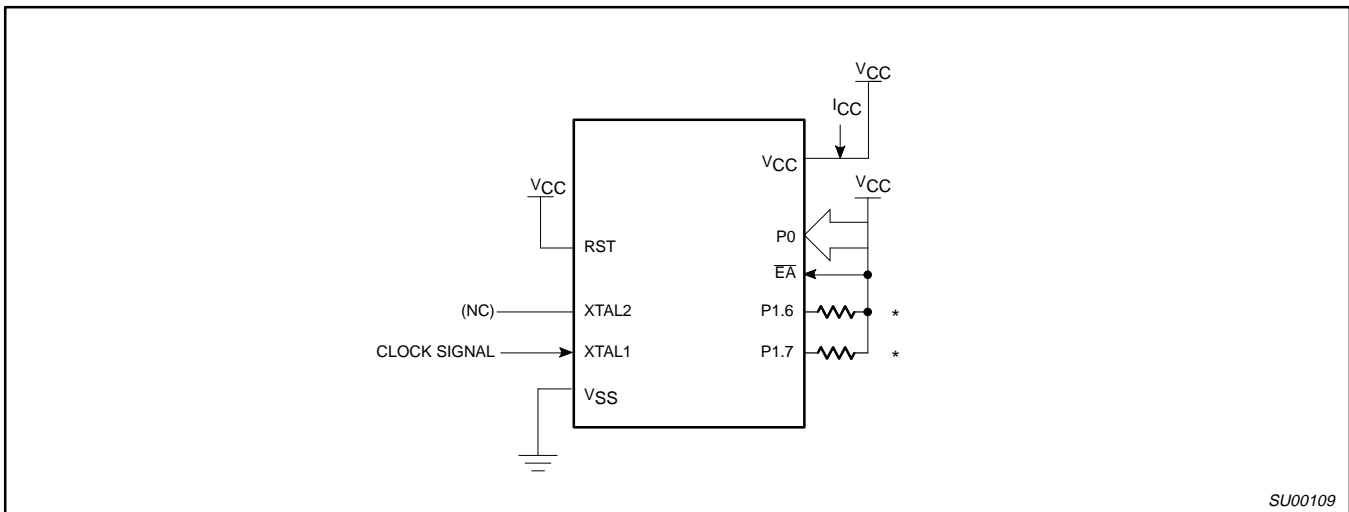 VCC
ICC
VCC
VCC
VCC
P0
RST
EA
(NC)
XTAL2
P1.6
*
CLOCK SIGNAL
XTAL1
P1.7
*
VSS
SU00109